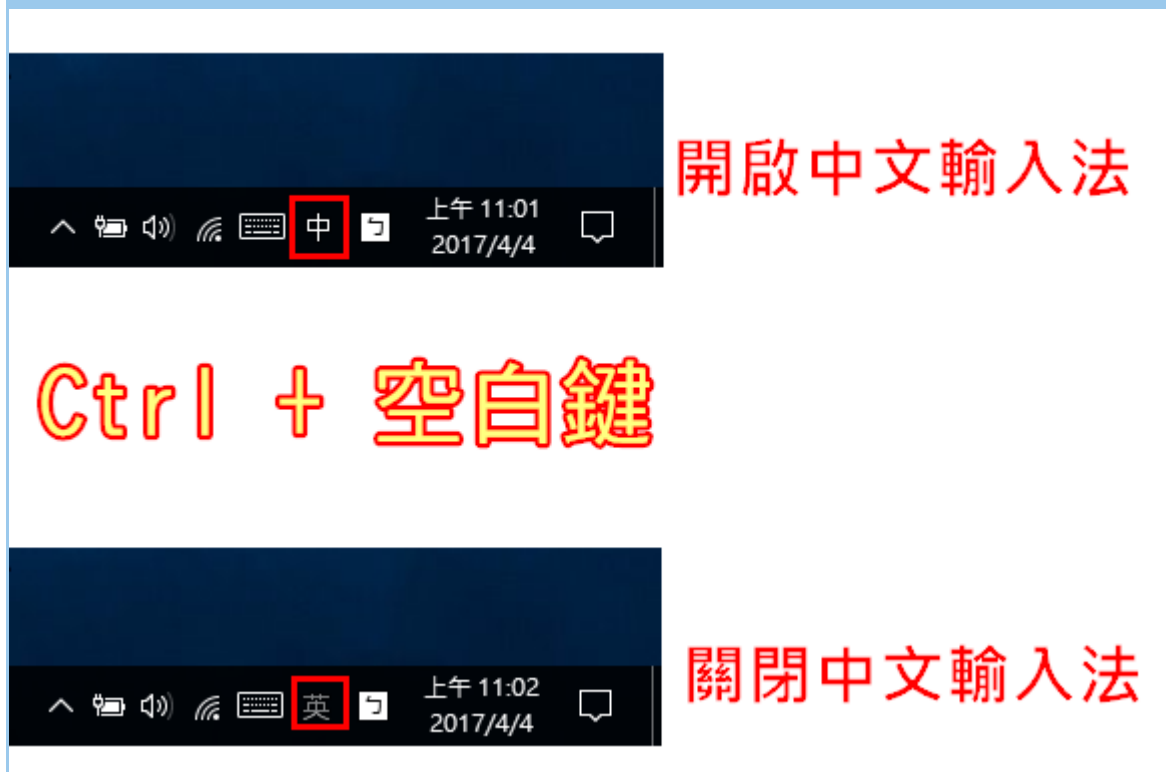 開啟中文輸入法
中 ㄅ 上午 11:01
2017/4/4
Ctrl + 空白鍵
關閉中文輸入法
英 ㄅ 上午 11:02
2017/4/4